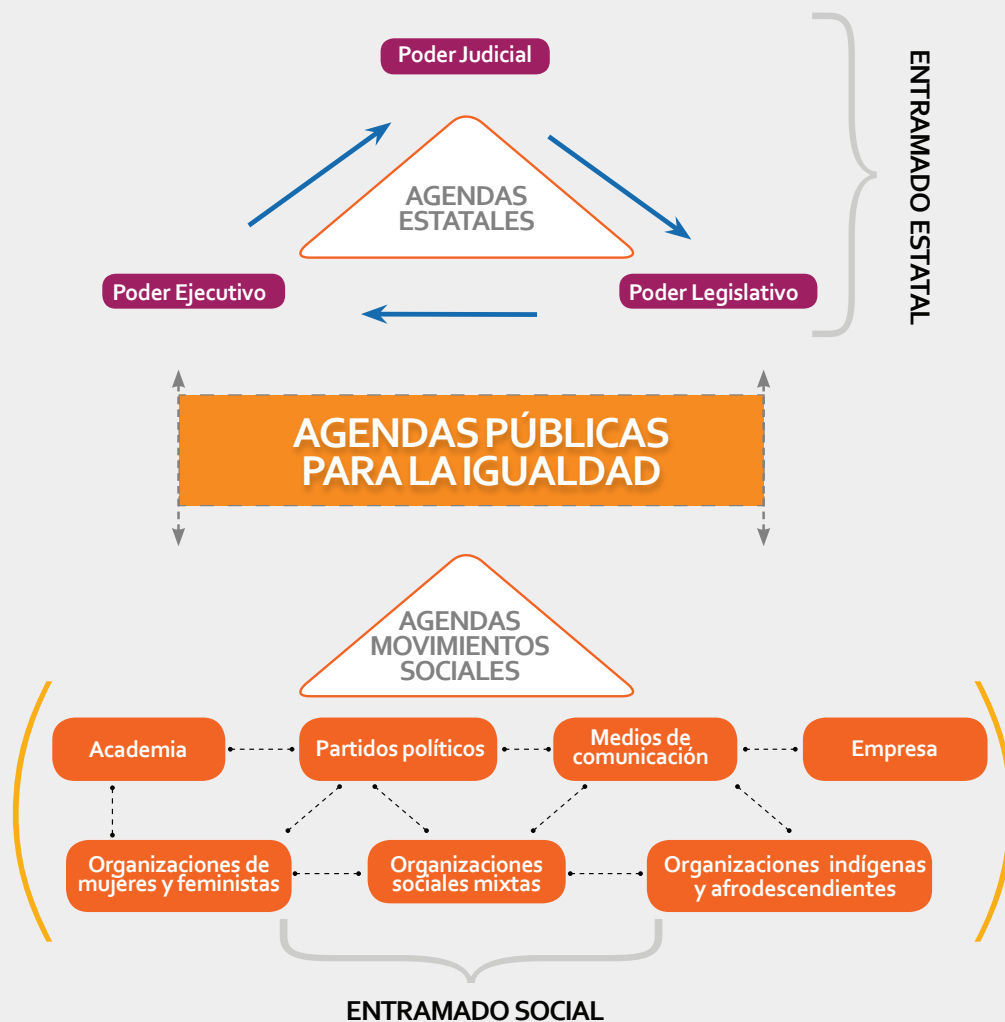 Poder Judicial
AGENDAS
ESTATALES
Poder Ejecutivo
Poder Legislativo
ENTRAMADO ESTATAL
AGENDAS PÚBLICAS
PARA LA IGUALDAD
AGENDAS
MOVIMIENTOS
SOCIALES
Academia
Partidos políticos
Medios de
comunicación
Empresa
Organizaciones de
mujeres y feministas
Organizaciones
sociales mixtas
Organizaciones indígenas
y afrodescendientes
ENTRAMADO SOCIAL